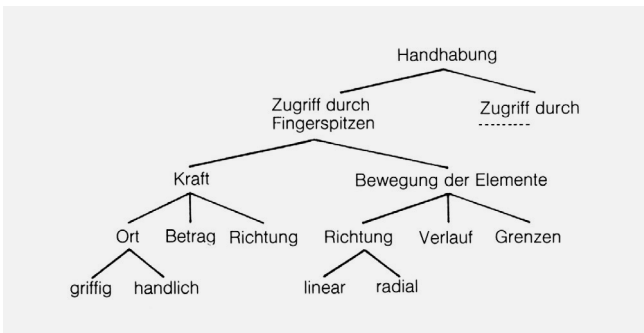 Handhabung
Zugriff durch
Fingerspitzen
Zugriff durch
Kraft
Bewegung der Elemente
Ort
Betrag
Richtung
Richtung
Verlauf
Grenzen
griffig
handlich
linear
radial